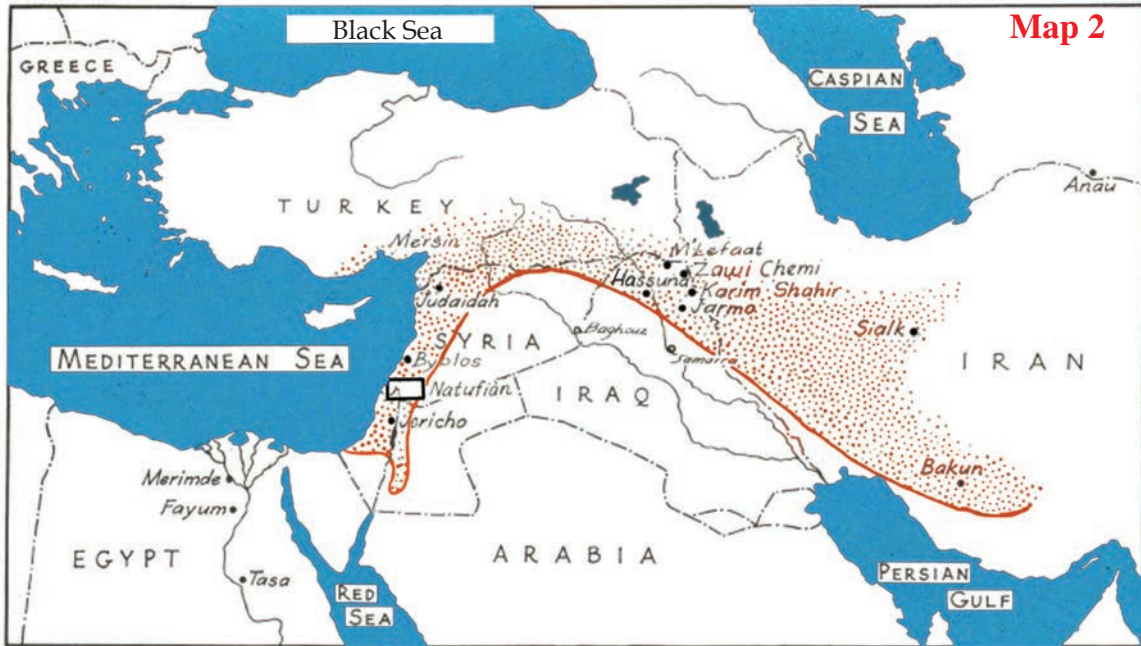 Black Sea
Map 2
GREECE
CASPIAN
SEA
Anau
TURKEY
Mersin
M'Lefaat
Zawi Chemi
Hassuna
Karim Shahir
Judaidah
Jarmo
Baghouz
Sialk
SYRIA
Samarra
MEDITERRANEAN SEA
Byblos
IRAN
Natufian
IRAQ
Jericho
Bakun
Merimde
Fayum
EGYPT
ARABIA
PERSIAN
GULF
Tasa
RED
SEA